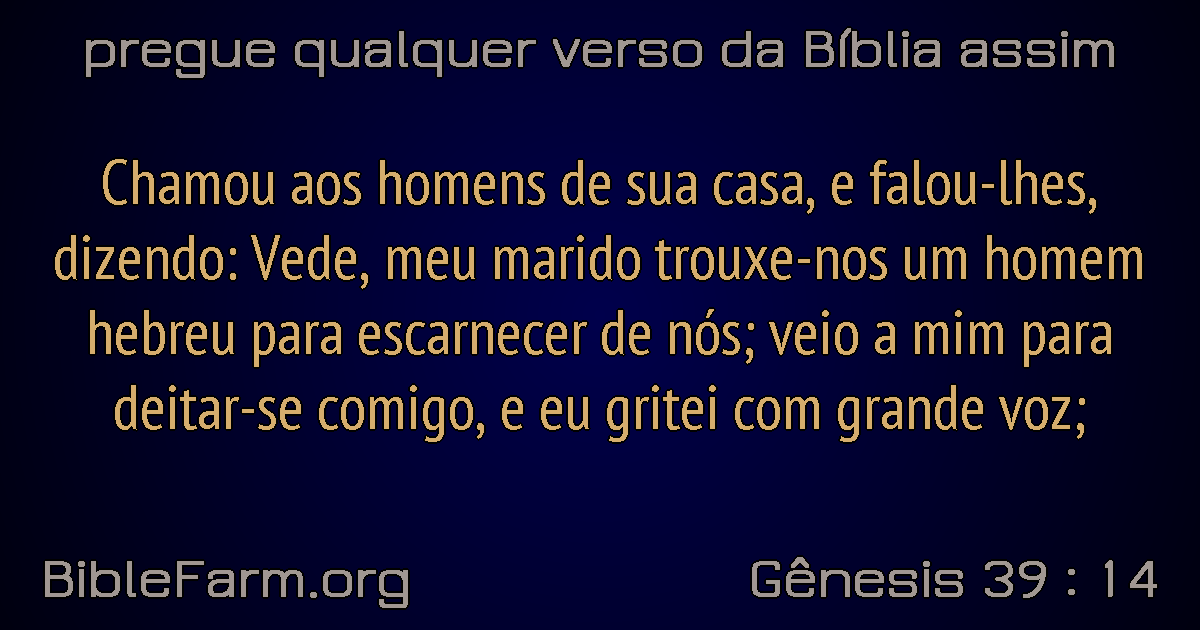 pregue qualquer verso da Bíblia assim
Chamou aos homens de sua casa, e falou-lhes,
dizendo: Vede, meu marido trouxe-nos um homem
hebreu para escarnecer de nós; veio a mim para
deitar-se comigo, e eu gritei com grande voz;
BibleFarm.org
Gênesis 39 : 14